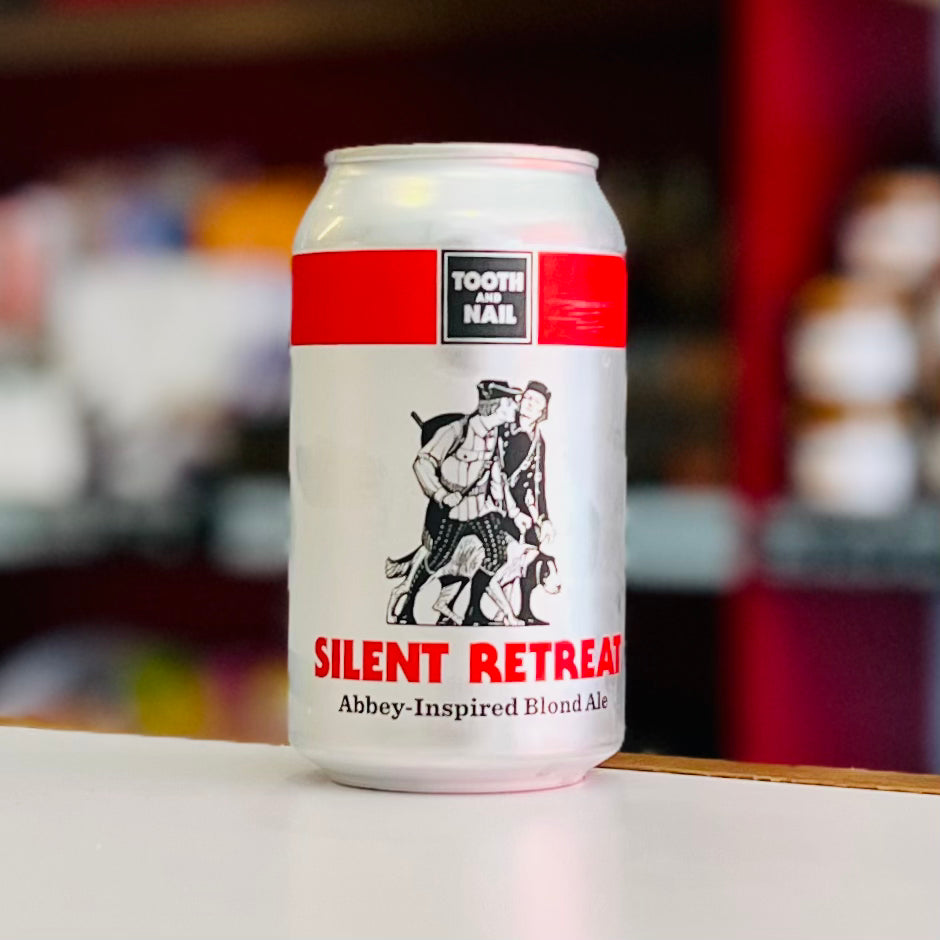 TOOTH
AND
NAIL
SILENT RETREAT
Abbey-Inspired Blond Ale